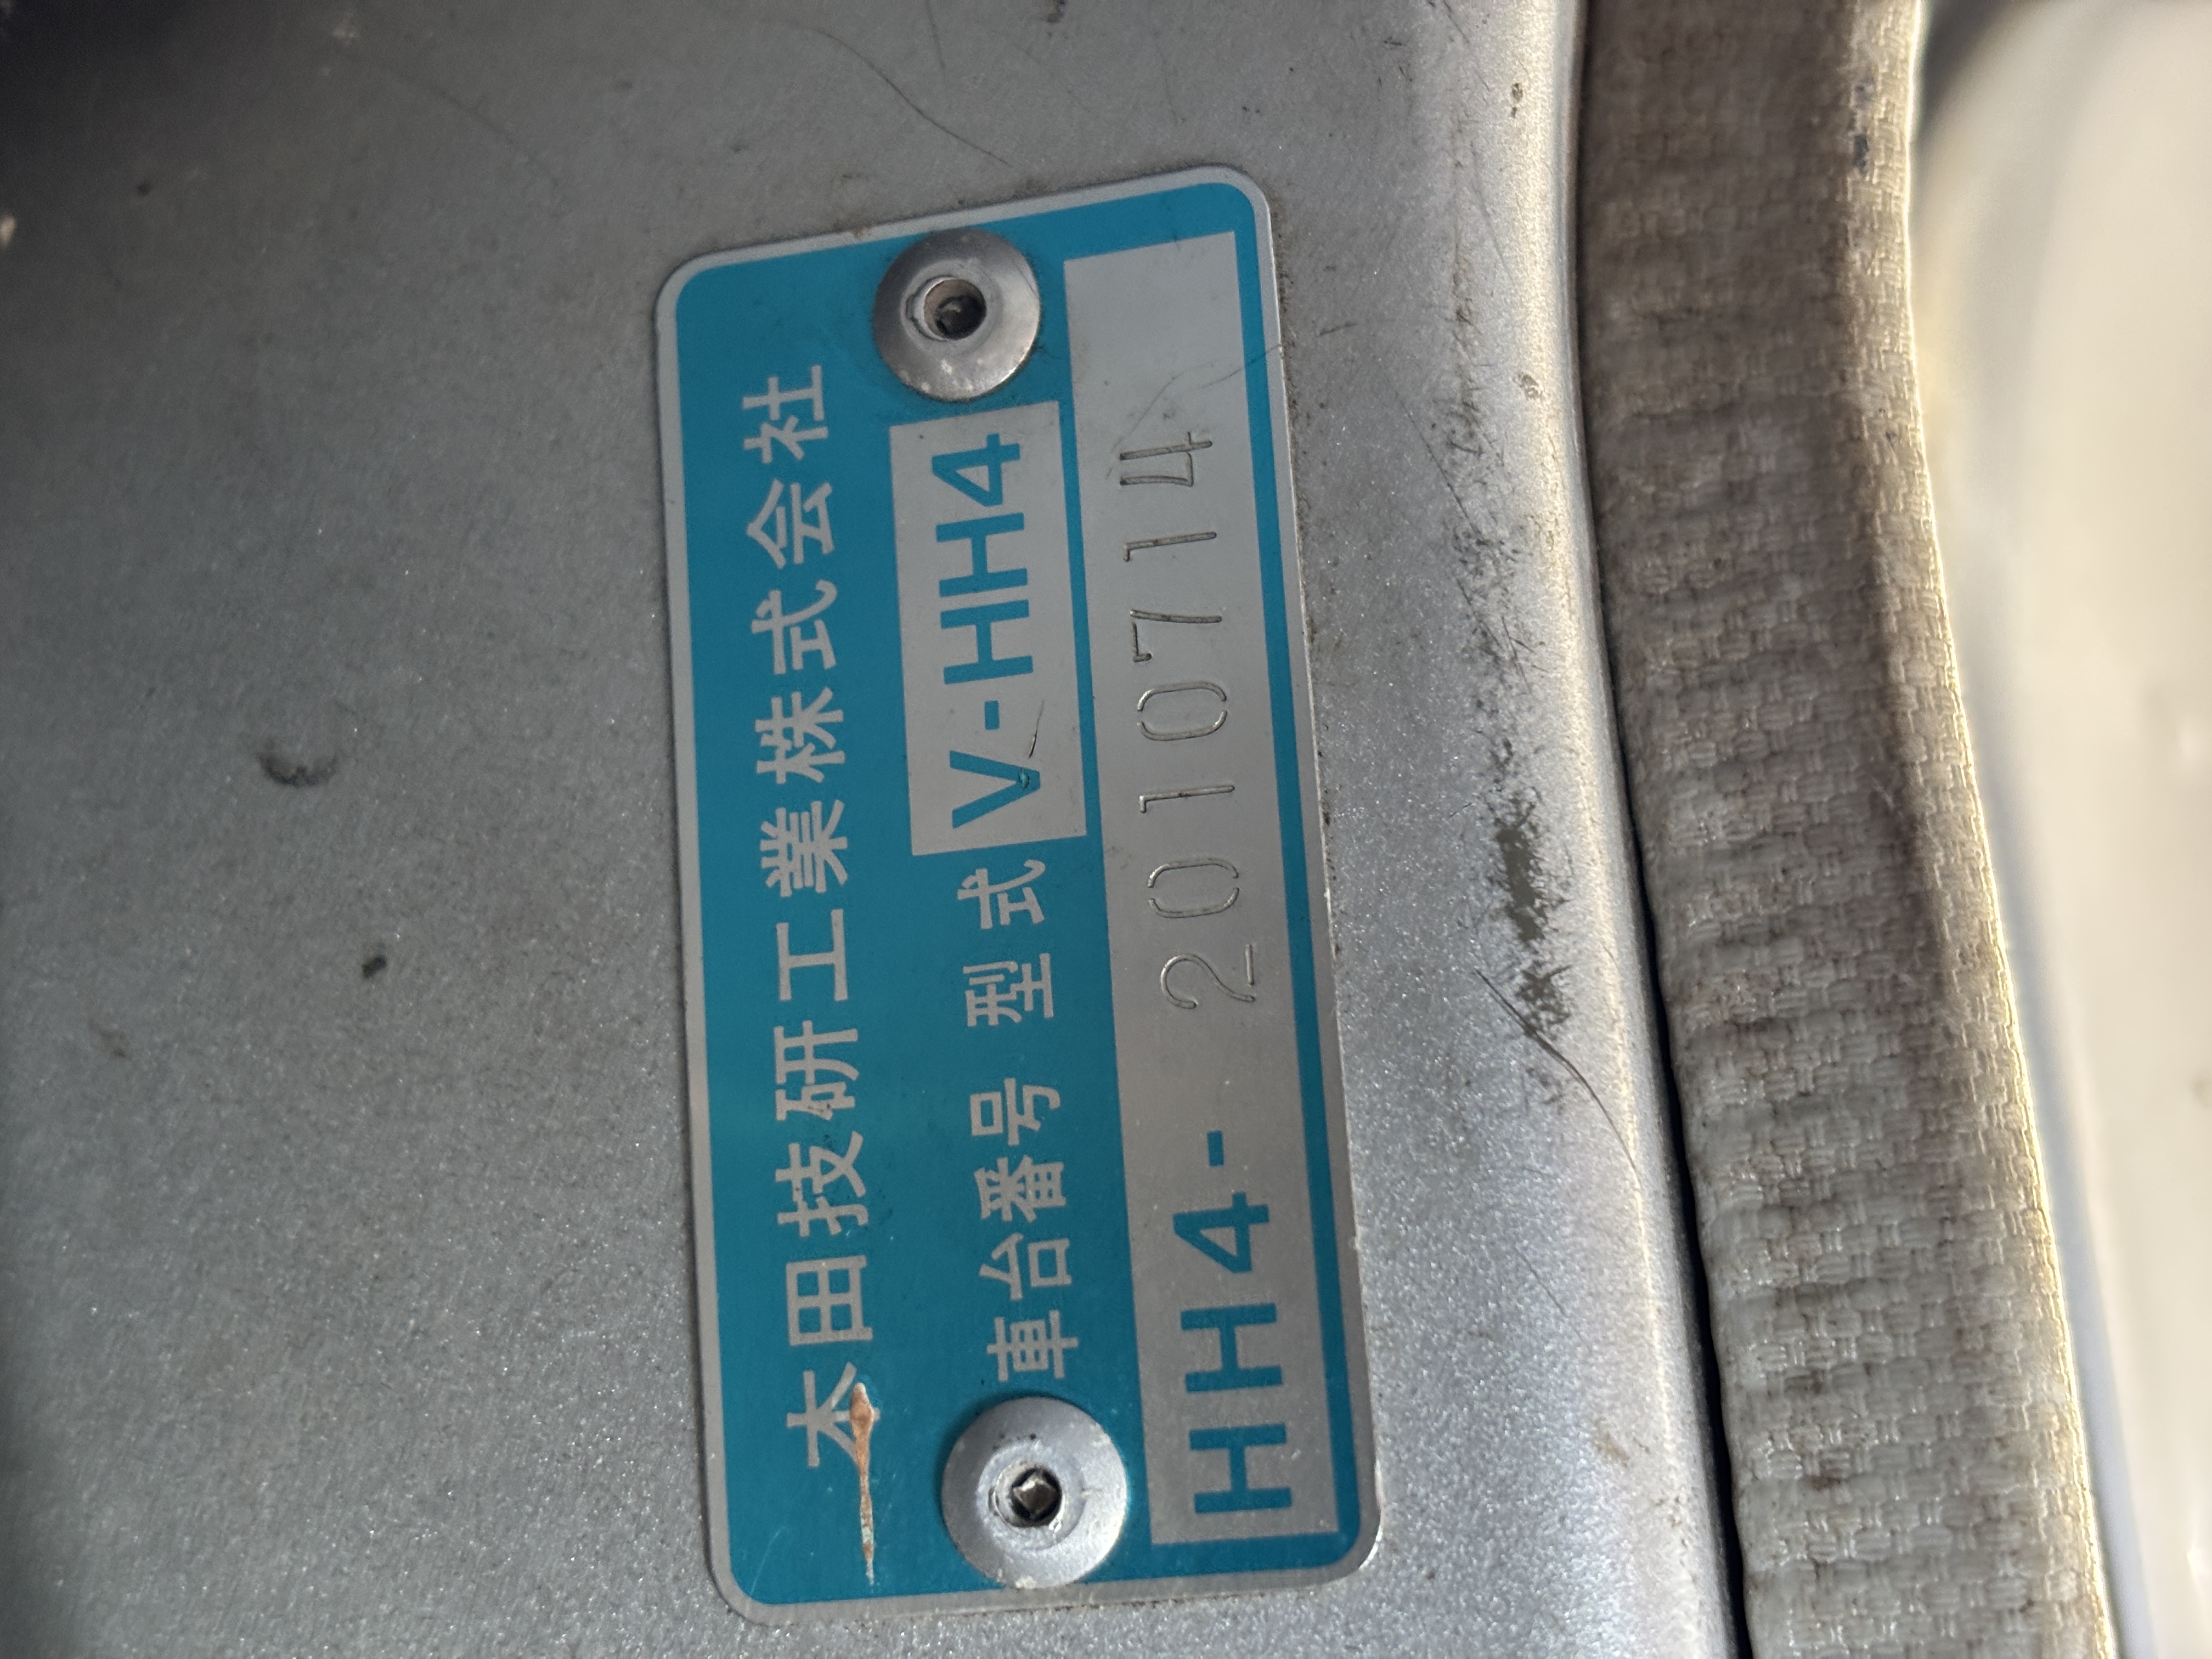 本田技研工業株式会社
車台番号 型式 V-HH4
HH4- 2010714